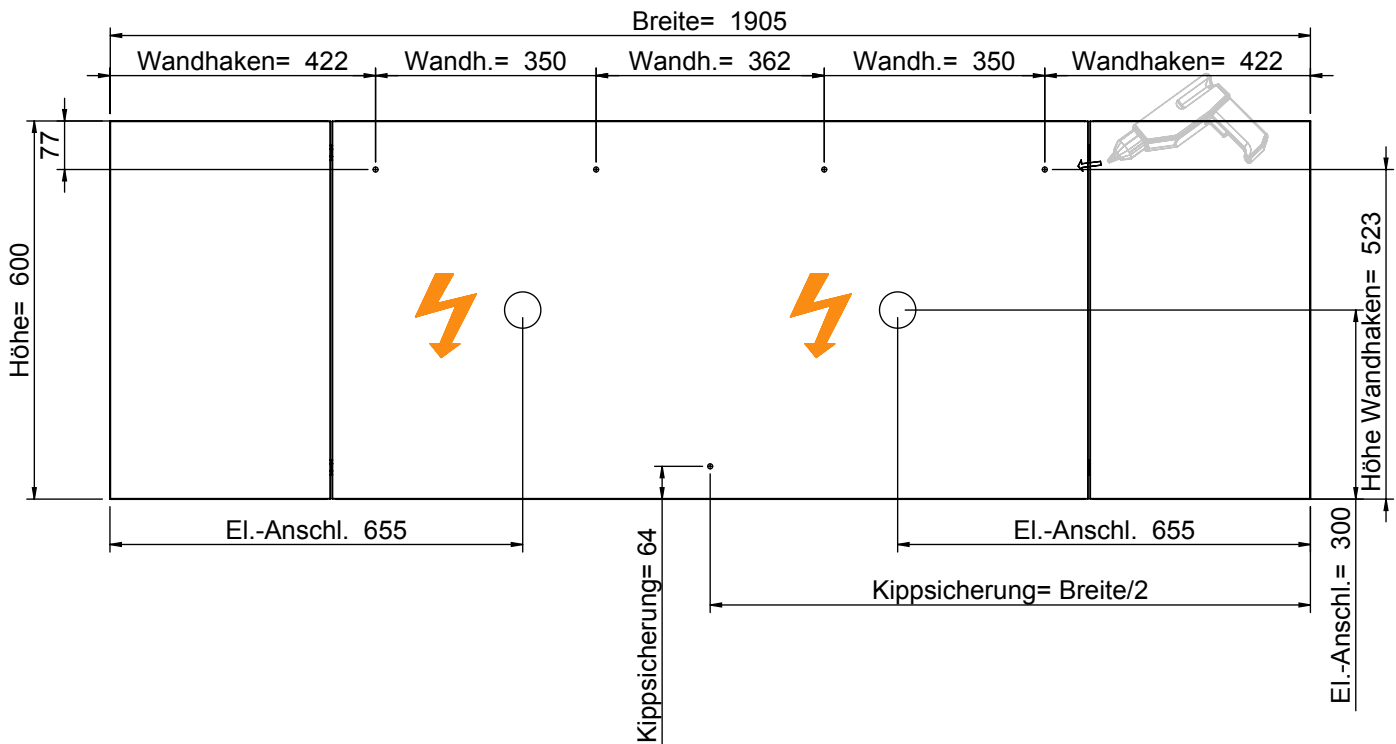 Breite= 1905
Wandhaken= 422
Wandh.= 350
Wandh.= 362
Wandh.= 350
Wandhaken= 422
77
Höhe= 600
Höhe Wandhaken= 523
El.-Anschl. 655
El.-Anschl. 655
Kippsicherung= 64
Kippsicherung= Breite/2
El.-Anschl.= 300